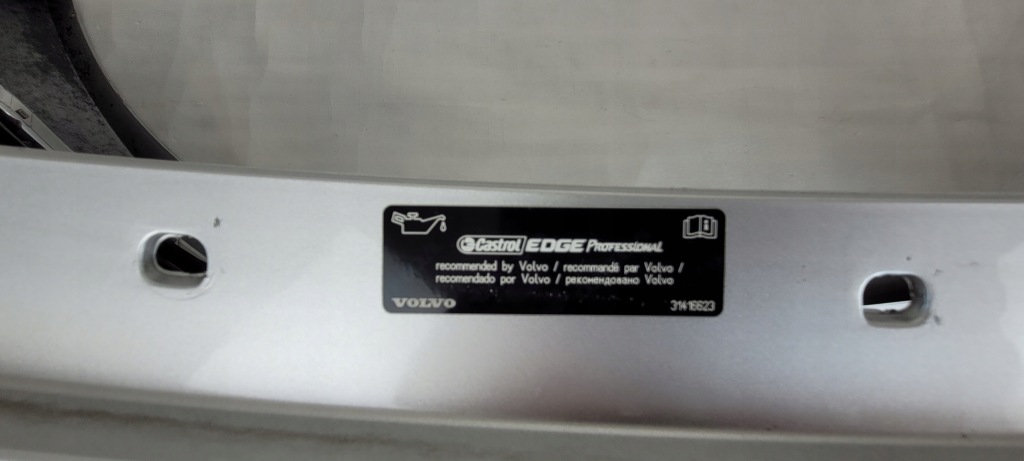 Castrol EDGE PROFESSIONAL
recommended by Volvo / recommandé par Volvo /
recomendado por Volvo / рекомендовано Volvo
VOLVO 31416623